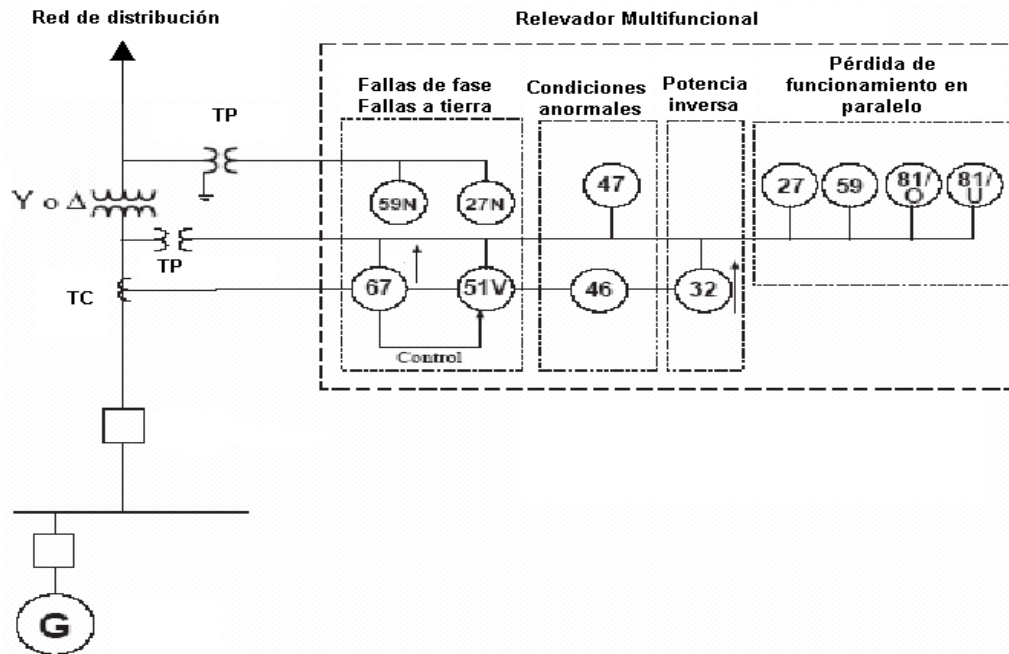 Red de distribución
Relevador Multifuncional
Fallas de fase
Fallas a tierra
Condiciones
anormales
Potencia
inversa
Pérdida de
funcionamiento en
paralelo
TP
Y o Δ
59N
27N
47
27
59
81/
O
81/
U
TP
TC
67
51V
46
32
Control
G